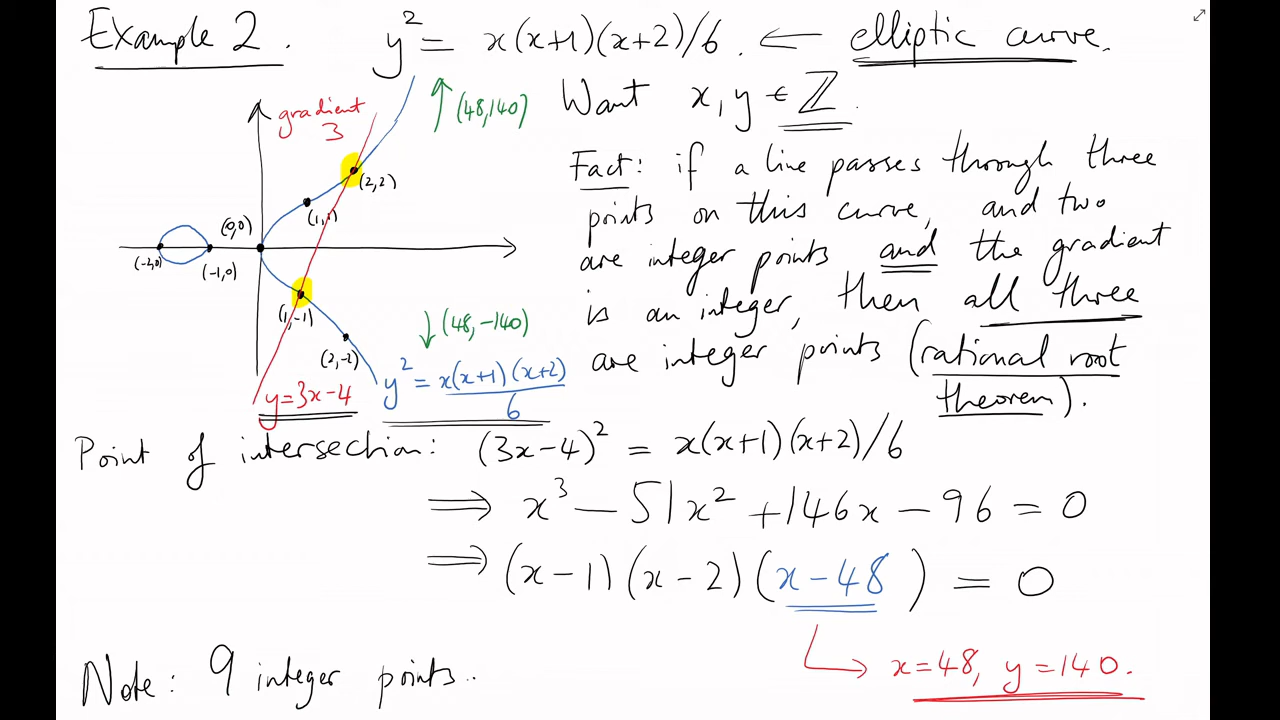 Example 2. y² = x(x+1)(x+2)/6. ← elliptic curve.
Want x, y ∈ ℤ.
gradient
3
↑ (48,140)
Fact: if a line passes through three
points on this curve, and two
are integer points and the gradient
is an integer, then all three
are integer points (rational root
theorem).
(2,2)
(1,1)
(0,0)
(-2,0)
(-1,0)
(1,-1)
(2,-2)
↓ (48,-140)
y=3x-4
y² = x(x+1)(x+2)
6
Point of intersection: (3x-4)² = x(x+1)(x+2)/6
⟹ x³ - 51x² + 146x - 96 = 0
⟹ (x-1)(x-2)(x-48) = 0
→ x=48, y=140.
Note: 9 integer points..